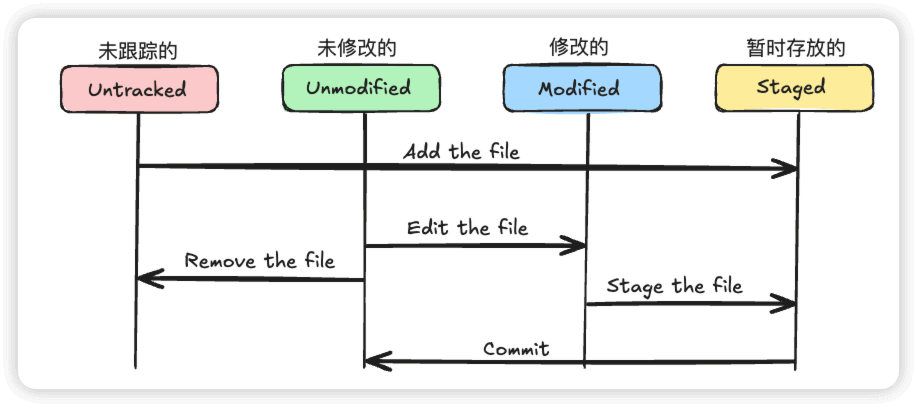 未跟踪的
未修改的
修改的
暂时存放的
Untracked
Unmodified
Modified
Staged
Add the file
Edit the file
Remove the file
Stage the file
Commit